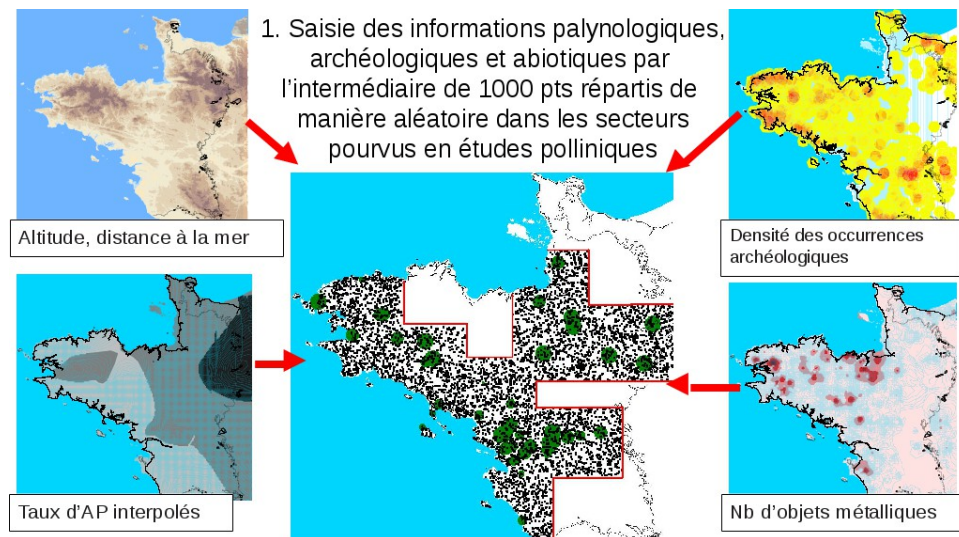 1. Saisie des informations palynologiques,
archéologiques et abiotiques par
l'intermédiaire de 1000 pts répartis de
manière aléatoire dans les secteurs
pourvus en études polliniques
Altitude, distance à la mer
Densité des occurrences
archéologiques
Taux d'AP interpolés
Nb d'objets métalliques